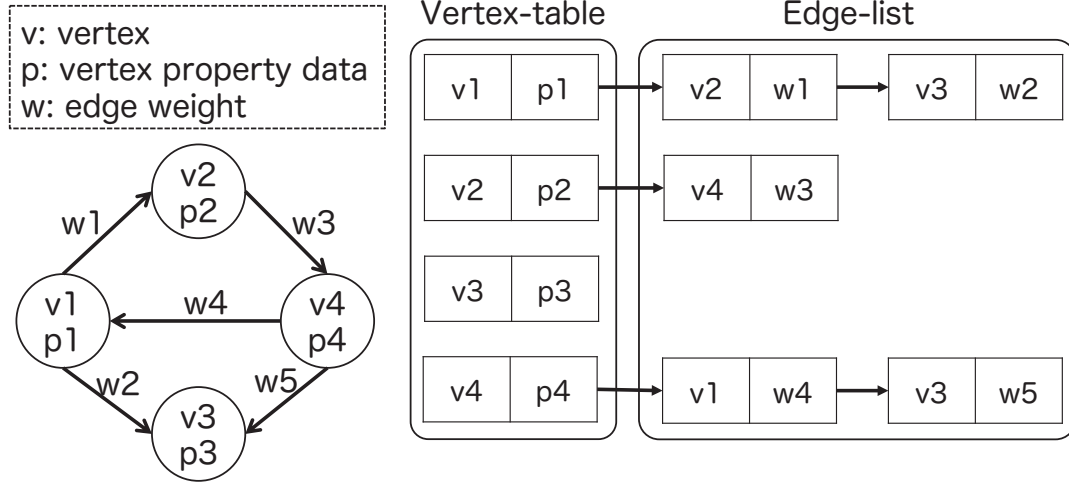 v: vertex
p: vertex property data
w: edge weight
v2
p2
w1
w3
v1
p1
w4
v4
p4
w2
w5
v3
p3
Vertex-table
Edge-list
v1 p1 v2 w1 v3 w2
v2 p2 v4 w3
v3 p3
v4 p4 v1 w4 v3 w5